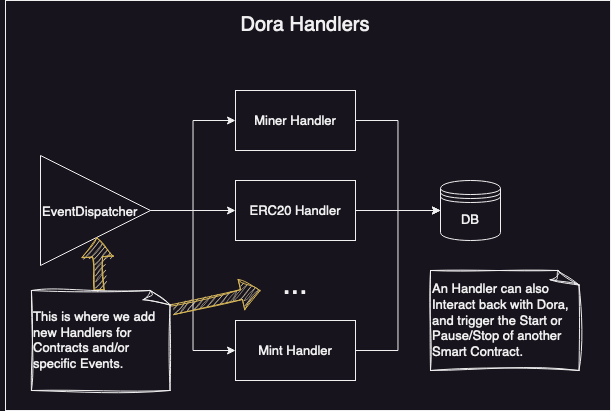 Dora Handlers
Miner Handler
EventDispatcher
ERC20 Handler
DB
...
This is where we add
new Handlers for
Contracts and/or
specific Events.
Mint Handler
An Handler can also
Interact back with Dora,
and trigger the Start or
Pause/Stop of another
Smart Contract.